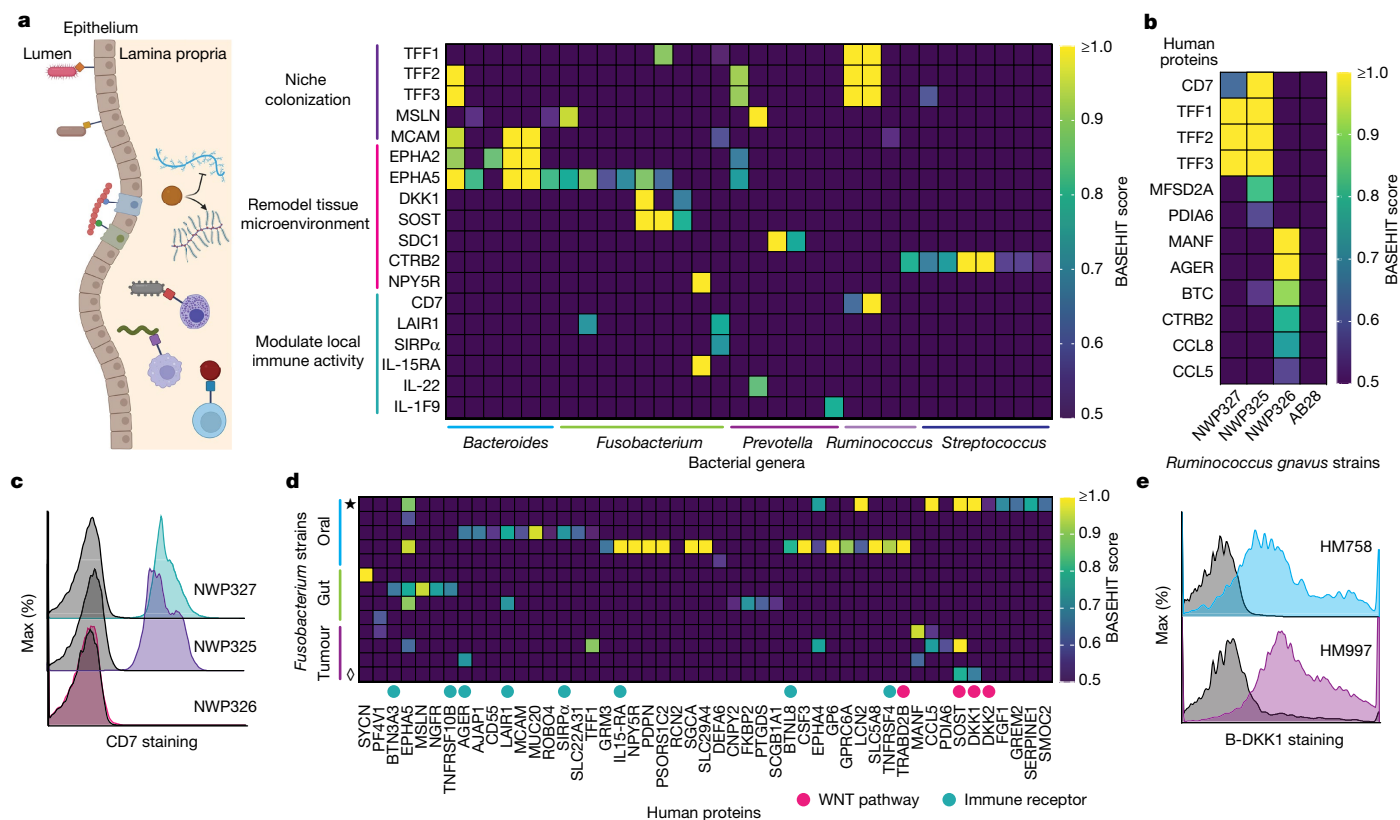 a
Epithelium
Lumen
Lamina propria
Niche
colonization
Remodel tissue
microenvironment
Modulate local
immune activity
TFF1
TFF2
TFF3
MSLN
MCAM
EPHA2
EPHA5
DKK1
SOST
SDC1
CTRB2
NPY5R
CD7
LAIR1
SIRPα
IL-15RA
IL-22
IL-1F9
Bacteroides
Fusobacterium
Prevotella
Ruminococcus
Streptococcus
Bacterial genera
≥1.0
0.9
0.8
0.7
0.6
0.5
BASEHIT score
b
Human
proteins
CD7
TFF1
TFF2
TFF3
MFSD2A
PDIA6
MANF
AGER
BTC
CTRB2
CCL8
CCL5
NWP327
NWP325
NWP326
AB28
Ruminococcus gnavus strains
≥1.0
0.9
0.8
0.7
0.6
0.5
BASEHIT score
c
Max (%)
NWP327
NWP325
NWP326
CD7 staining
d
Fusobacterium strains
Oral
Gut
Tumour
SYCN
PF4V1
BTN3A3
EPHA5
MSLN
NGFR
TNFRSF10B
AGER
AJAP1
CD55
LAIR1
MCAM
MUC20
ROBO4
SIRPα
SLC22A31
TFF1
GRM3
IL15-RA
NPY5R
PDPN
PSORS1C2
RCN2
SGCA
SLC29A4
DEFA6
CNPY2
FKBP2
PTGDS
SCGB1A1
BTNL8
CSF3
EPHA4
GP6
GPRC6A
LCN2
SLC5A8
TNFRSF4
TRABD2B
MANF
CCL5
PDIA6
SOST
DKK1
DKK2
FGF1
GREM2
SERPINE1
SMOC2
Human proteins
WNT pathway
Immune receptor
≥1.0
0.9
0.8
0.7
0.6
0.5
BASEHIT score
e
Max (%)
HM758
HM997
B-DKK1 staining